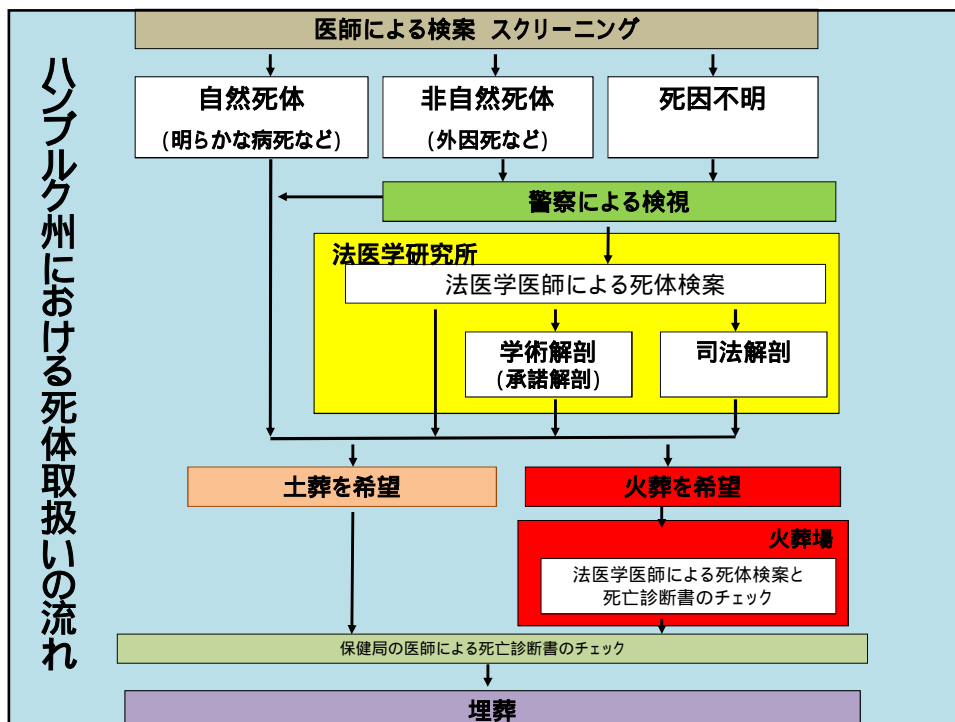 ハンブルク州における死体取扱いの流れ
医師による検案 スクリーニング
自然死体
(明らかな病死など)
非自然死体
(外因死など)
死因不明
警察による検視
法医学研究所
法医学医師による死体検案
学術解剖
(承諾解剖)
司法解剖
土葬を希望
火葬を希望
火葬場
法医学医師による死体検案と
死亡診断書のチェック
保健局の医師による死亡診断書のチェック
埋葬